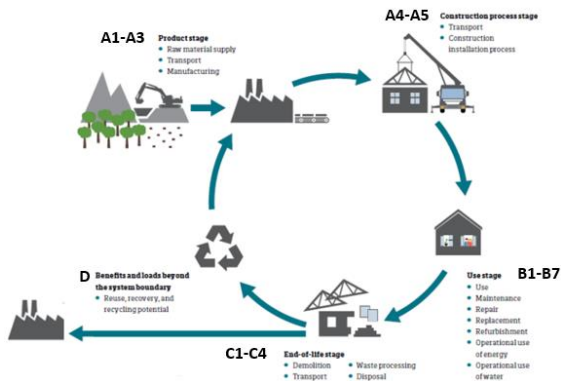 A1-A3
Product stage
• Raw material supply
• Transport
• Manufacturing
A4-A5
Construction process stage
• Transport
• Construction
installation process
B1-B7
Use stage
• Use
• Maintenance
• Repair
• Replacement
• Refurbishment
• Operational use
of energy
• Operational use
of water
C1-C4
End-of-life stage
• Demolition
• Transport
• Waste processing
• Disposal
D
Benefits and loads beyond
the system boundary
• Reuse, recovery, and
recycling potential